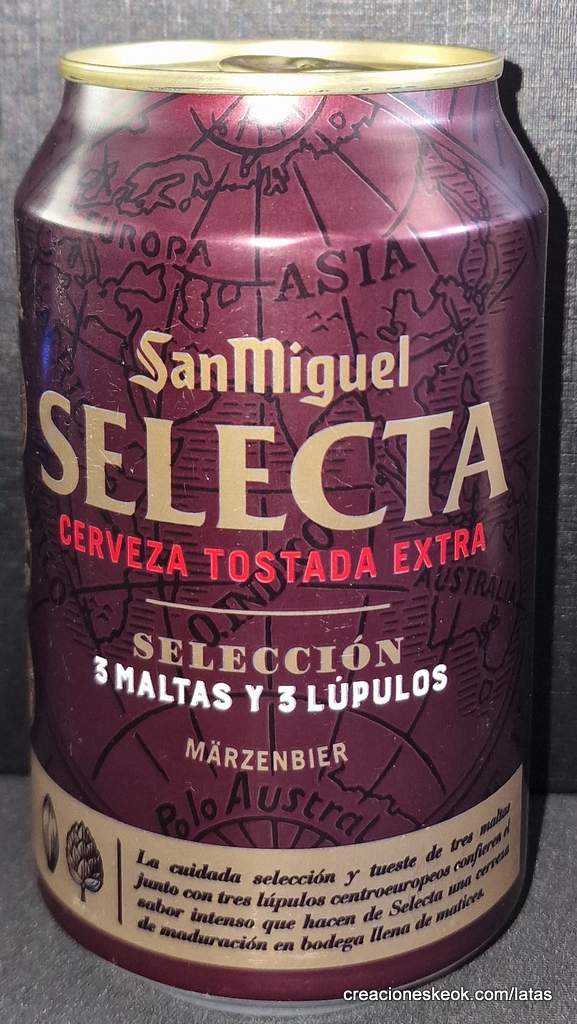 EUROPA
ASIA
SanMiguel
SELECTA
CERVEZA TOSTADA EXTRA
AUSTRALIA
SELECCIÓN
3 MALTAS Y 3 LÚPULOS
MÄRZENBIER
Polo Austral
La cuidada selección y tueste de tres maltas
junto con tres lúpulos centroeuropeos confieren el
sabor intenso que hacen de Selecta una cerveza
de maduración en bodega llena de matices.
creacioneskeok.com/latas